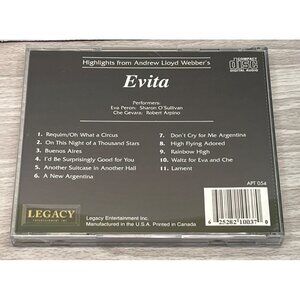 Highlights from Andrew Lloyd Webber's
Evita
COMPACT
disc
DIGITAL AUDIO
Performers:
Eva Peron: Sharon O'Sullivan
Che Gevara: Robert Arpino
1. Requim/Oh What a Circus
2. On This Night of a Thousand Stars
3. Buenos Aires
4. I'd Be Surprisingly Good for You
5. Another Suitcase in Another Hall
6. A New Argentina
7. Don't Cry for Me Argentina
8. High Flying Adored
9. Rainbow High
10. Waltz for Eva and Che
11. Lament
LEGACY
ENTERTAINMENT INC.
Legacy Entertainment Inc.
Manufactured in the U.S.A. Printed in Canada
APT 054
6 25282 10037 0